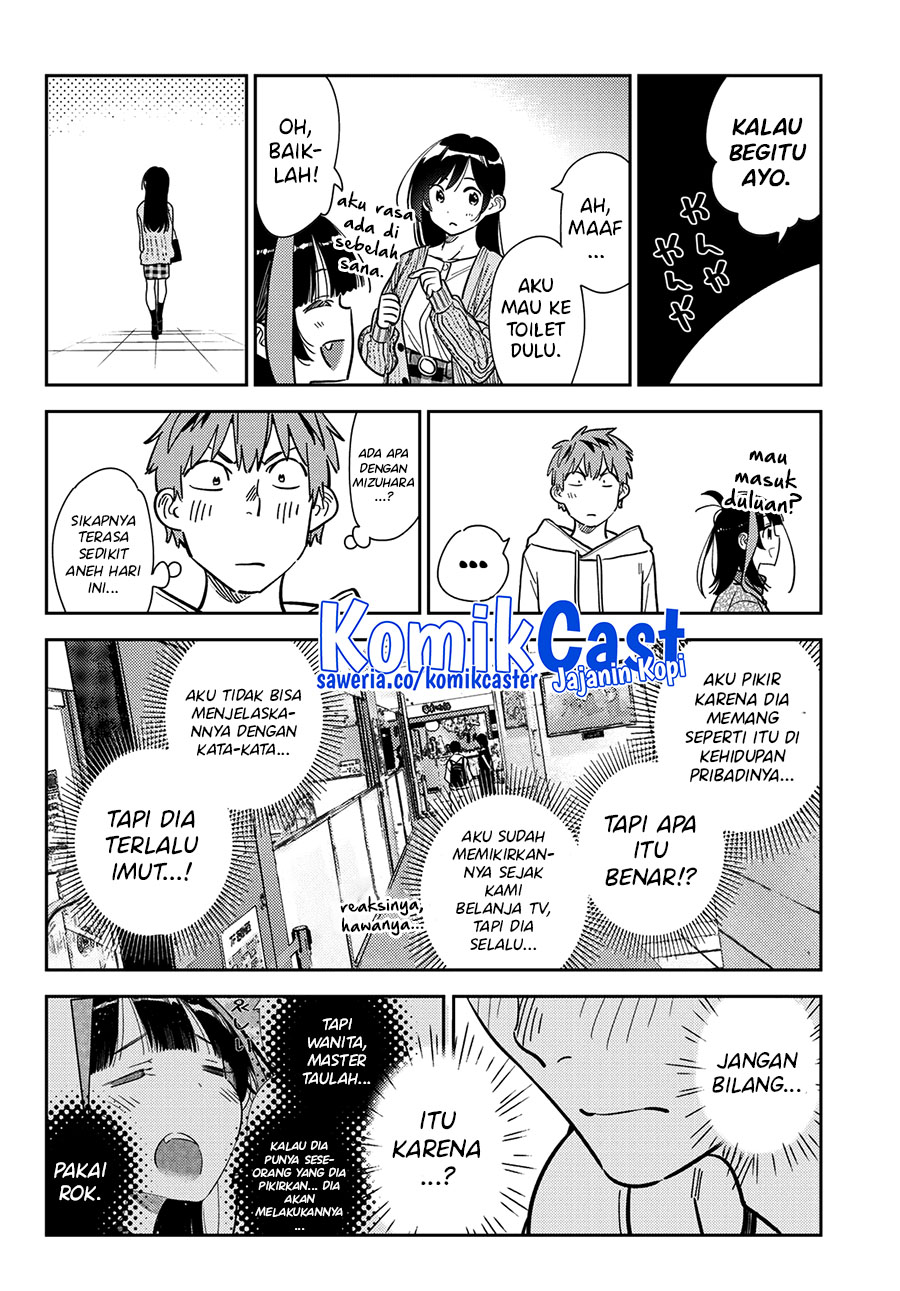 KALAU
BEGITU
AYO.
やん
やん
AH,
MAAF
...
AKU
MAU KE
TOILET
DULU.
OH,
BAIK-
LAH!
aku rasa
ada di
sebelah
sana.
mau
masuk
duluan?
...
ADA APA
DENGAN
MIZUHARA
...?
SIKAPNYA
TERASA
SEDIKIT
ANEH HARI
INI...
KomikCast
saweria.co/komikcaster
Jajanin Kopi
AKU PIKIR
KARENA DIA
MEMANG
SEPERTI ITU DI
KEHIDUPAN
PRIBADINYA...
TAPI APA
ITU
BENAR!?
AKU SUDAH
MEMIKIRKAN-
NYA SEJAK
KAMI
BELANJA TV,
TAPI DIA
SELALU...
reaksinya,
hawanya...
AKU TIDAK BISA
MENJELASKA-
NNYA DENGAN
KATA-KATA...
TAPI DIA
TERLALU
IMUT...!
JANGAN
BILANG...
ITU
KARENA
...?
TAPI
WANITA,
MASTER
TAULAH...
KALAU DIA
PUNYA SESE-
ORANG YANG DIA
PIKIRKAN... DIA
AKAN
MELAKUKANNYA
...
PAKAI
ROK.